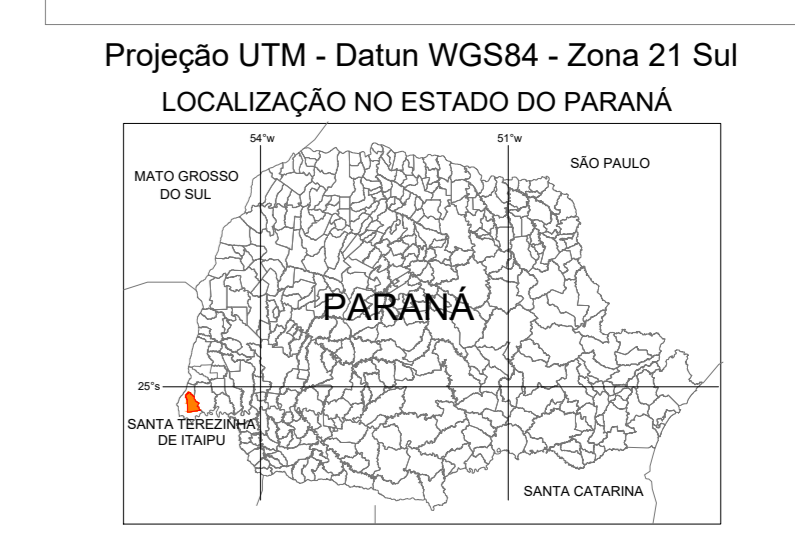 Projeção UTM - Datun WGS84 - Zona 21 Sul
LOCALIZAÇÃO NO ESTADO DO PARANÁ
54°w
51°w
MATO GROSSO
DO SUL
SÃO PAULO
PARANÁ
25°s
SANTA TEREZINHA
DE ITAIPU
SANTA CATARINA